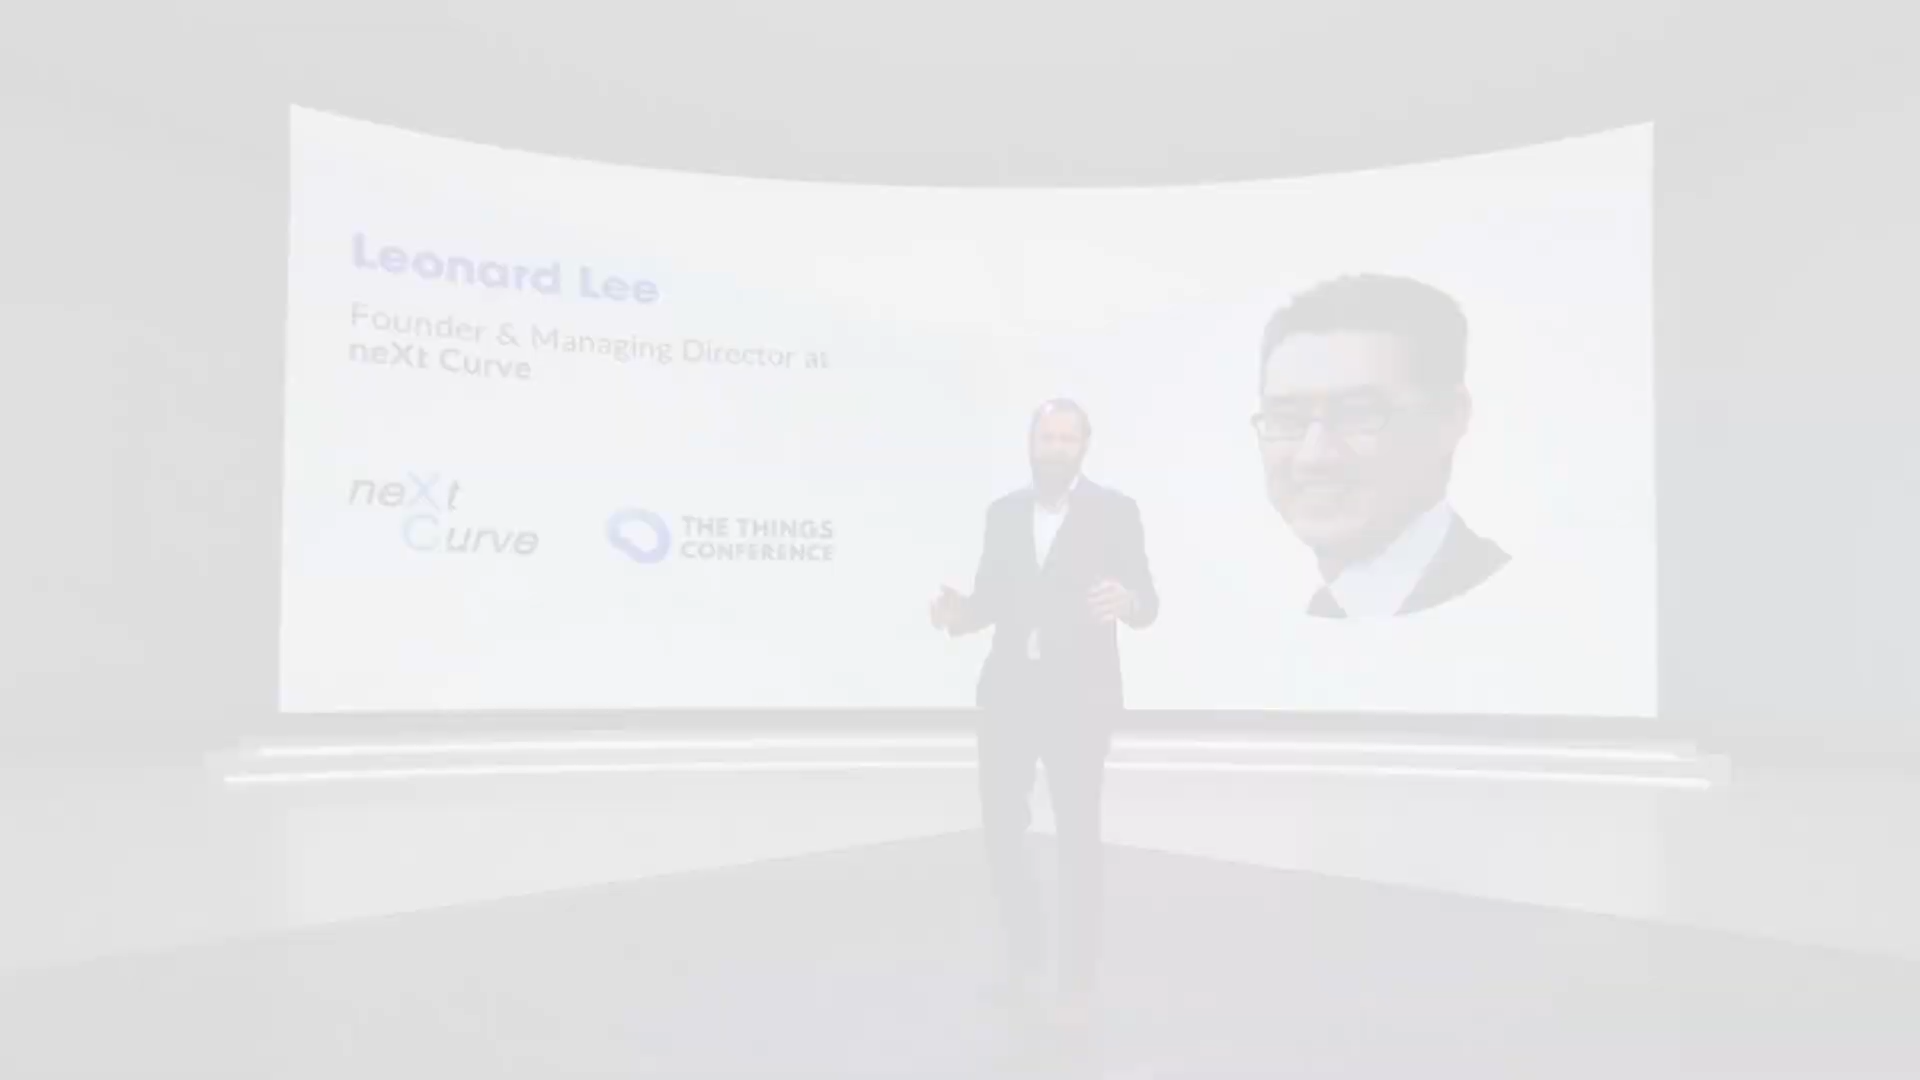 Leonard Lee
Founder & Managing Director at
neXt Curve
neXt
Curve
THE THINGS
CONFERENCE